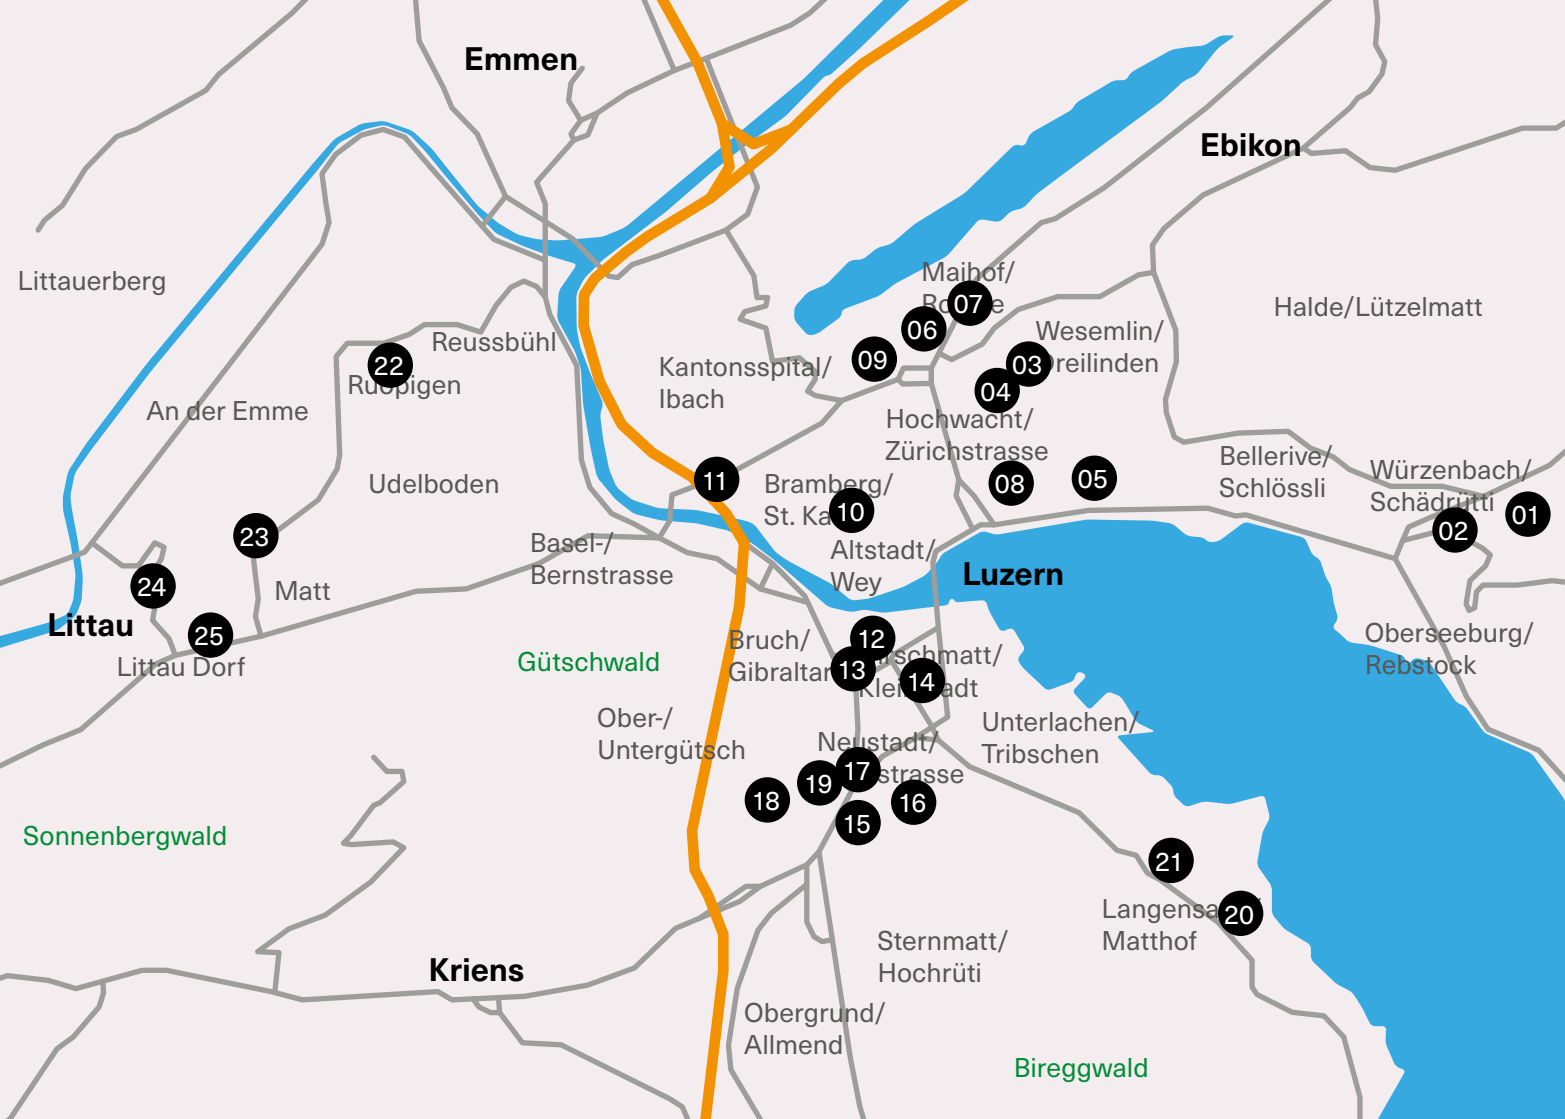 Emmen
Ebikon
Littauerberg
Maihof/
07
Halde/Lützelmatt
06
Wesemlin/
Reussbühl
09
03
22
Kantonsspital/
Ibach
04
An der Emme
Hochwacht/
Zürichstrasse
Bellerive/
Schlössli
Würzenbach/
Schädrütti
11
Udelboden
Bramberg/
St.
10
08
05
01
02
23
Basel-/
Bernstrasse
Altstadt/
Wey
Luzern
24
Matt
Littau
25
Littau Dorf
Gütschwald
Bruch/
Gibraltar
12
13
14
Oberseeburg/
Rebstock
Ober-/
Untergütsch
Unterlachen/
Tribschen
Neustadt/
17
19
18
16
15
Sonnenbergwald
21
20
Matthof
Kriens
Sternmatt/
Hochrüti
Obergrund/
Allmend
Bireggwald